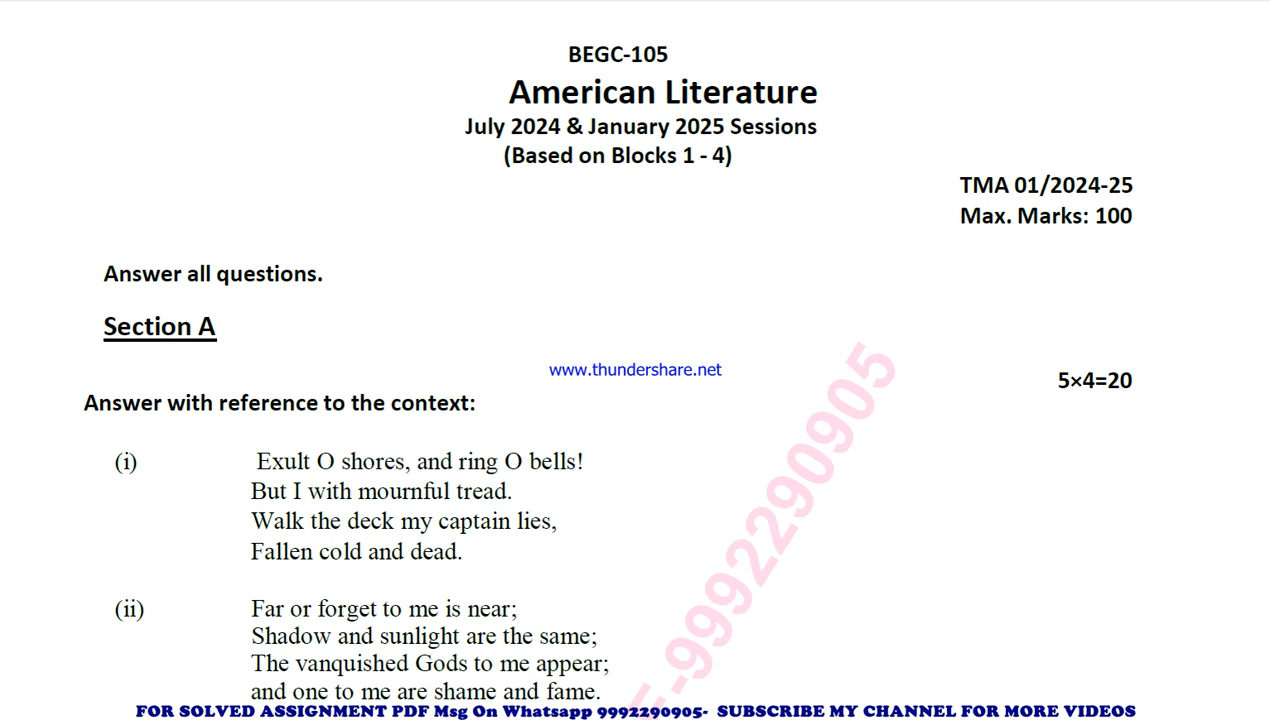 BEGC-105
American Literature
July 2024 & January 2025 Sessions
(Based on Blocks 1 - 4)
TMA 01/2024-25
Max. Marks: 100
Answer all questions.
Section A
www.thundershare.net
5×4=20
Answer with reference to the context:
(i) Exult O shores, and ring O bells!
But I with mournful tread.
Walk the deck my captain lies,
Fallen cold and dead.
(ii) Far or forget to me is near;
Shadow and sunlight are the same;
The vanquished Gods to me appear;
and one to me are shame and fame.
-9992290905
FOR SOLVED ASSIGNMENT PDF Msg On Whatsapp 9992290905- SUBSCRIBE MY CHANNEL FOR MORE VIDEOS